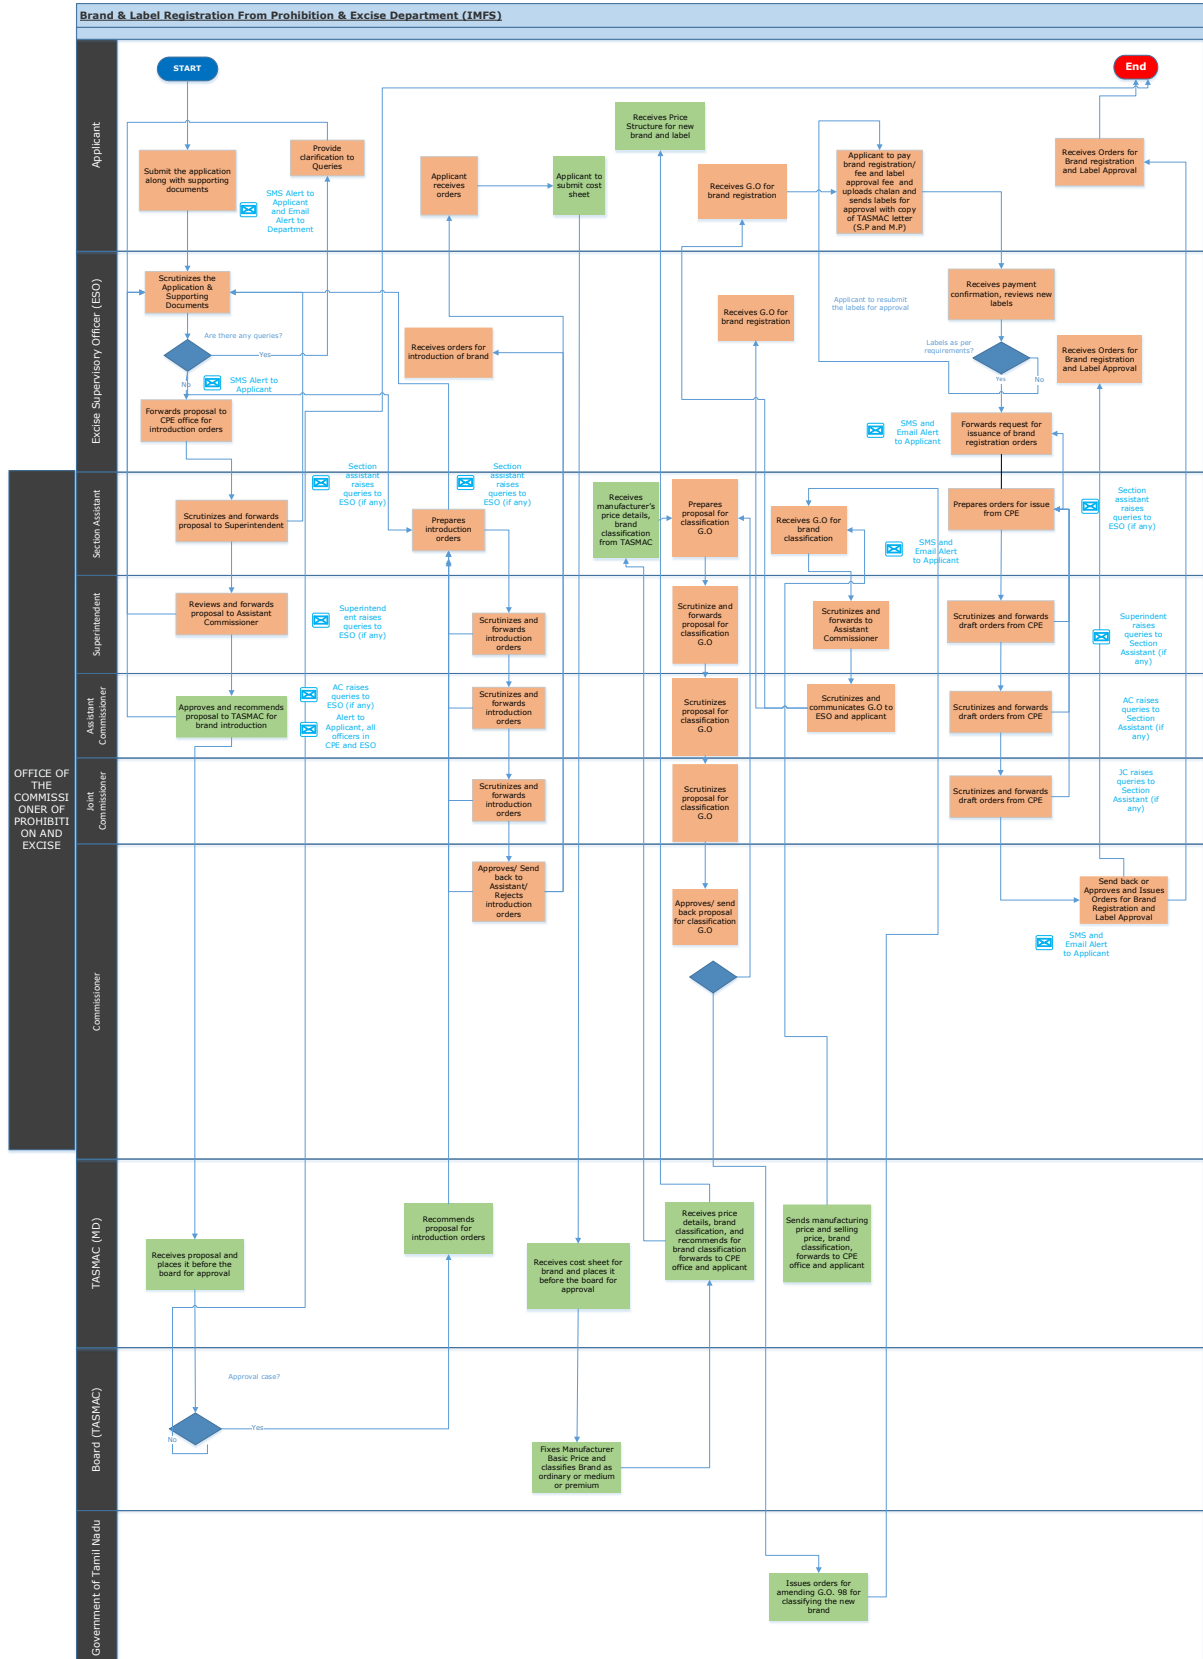 Brand & Label Registration From Prohibition & Excise Department (IMFS)
Applicant
START
End
Submit the application
along with supporting
documents
Provide
clarification to
Queries
SMS Alert to
Applicant
and Email
Alert to
Department
Applicant
receives
orders
Applicant to
submit cost
sheet
Receives Price
Structure for new
brand and label
Receives G.O for
brand registration
Applicant to pay
brand registration/
fee and label
approval fee and
uploads chalan and
sends labels for
approval with copy
of TASMAC letter
(S.P and M.P)
Receives Orders for
Brand registration
and Label Approval
Excise Supervisory Officer (ESO)
Scrutinizes the
Application &
Supporting
Documents
Are there any queries?
Yes
No
SMS Alert to
Applicant
Forwards proposal to
CPE office for
introduction orders
Receives orders for
introduction of brand
Receives G.O for
brand registration
Applicant to resubmit
the labels for approval
Receives payment
confirmation, reviews new
labels
Labels as per
requirements?
Yes
No
Receives Orders for
Brand registration
and Label Approval
SMS and
Email Alert
to Applicant
Forwards request for
issuance of brand
registration orders
OFFICE OF
THE
COMMISSI
ONER OF
PROHIBITI
ON AND
EXCISE
Section Assistant
Scrutinizes and forwards
proposal to Superintendent
Section
assistant
raises
queries to
ESO (if any)
Section
assistant
raises
queries to
ESO (if any)
Prepares
introduction
orders
Receives
manufacturer's
price details,
brand
classification
from TASMAC
Prepares
proposal for
classification
G.O
Receives G.O for
brand
classification
SMS and
Email Alert
to Applicant
Prepares orders for issue
from CPE
Section
assistant
raises
queries to
ESO (if any)
Superintendent
Reviews and forwards
proposal to Assistant
Commissioner
Superintend
ent raises
queries to
ESO (if any)
Scrutinizes and
forwards
introduction
orders
Scrutinize and
forwards
proposal for
classification
G.O
Scrutinizes and
forwards to
Assistant
Commissioner
Scrutinizes and forwards
draft orders from CPE
Superindent
raises
queries to
Section
Assistant (if
any)
Assistant
Commissioner
Approves and recommends
proposal to TASMAC for
brand introduction
AC raises
queries to
ESO (if any)
Alert to
Applicant, all
officers in
CPE and ESO
Scrutinizes and
forwards
introduction
orders
Scrutinizes
proposal for
classification
G.O
Scrutinizes and
communicates G.O to
ESO and applicant
Scrutinizes and forwards
draft orders from CPE
AC raises
queries to
Section
Assistant (if
any)
Joint
Commissioner
Scrutinizes and
forwards
introduction
orders
Scrutinizes
proposal for
classification
G.O
Scrutinizes and forwards
draft orders from CPE
JC raises
queries to
Section
Assistant (if
any)
Commissioner
Approves/ Send
back to
Assistant/
Rejects
introduction
orders
Approves/ send
back proposal
for classification
G.O
Send back or
Approves and Issues
Orders for Brand
Registration and
Label Approval
SMS and
Email Alert
to Applicant
TASMAC (MD)
Receives proposal and
places it before the
board for approval
Recommends
proposal for
introduction orders
Receives cost sheet for
brand and places it
before the board for
approval
Receives price
details, brand
classification, and
recommends for
brand classification
forwards to CPE
office and applicant
Sends manufacturing
price and selling
price, brand
classification,
forwards to CPE
office and applicant
Board (TASMAC)
Approval case?
Yes
No
Fixes Manufacturer
Basic Price and
classifies Brand as
ordinary or medium
or premium
Government of Tamil Nadu
Issues orders for
amending G.O. 98 for
classifying the new
brand